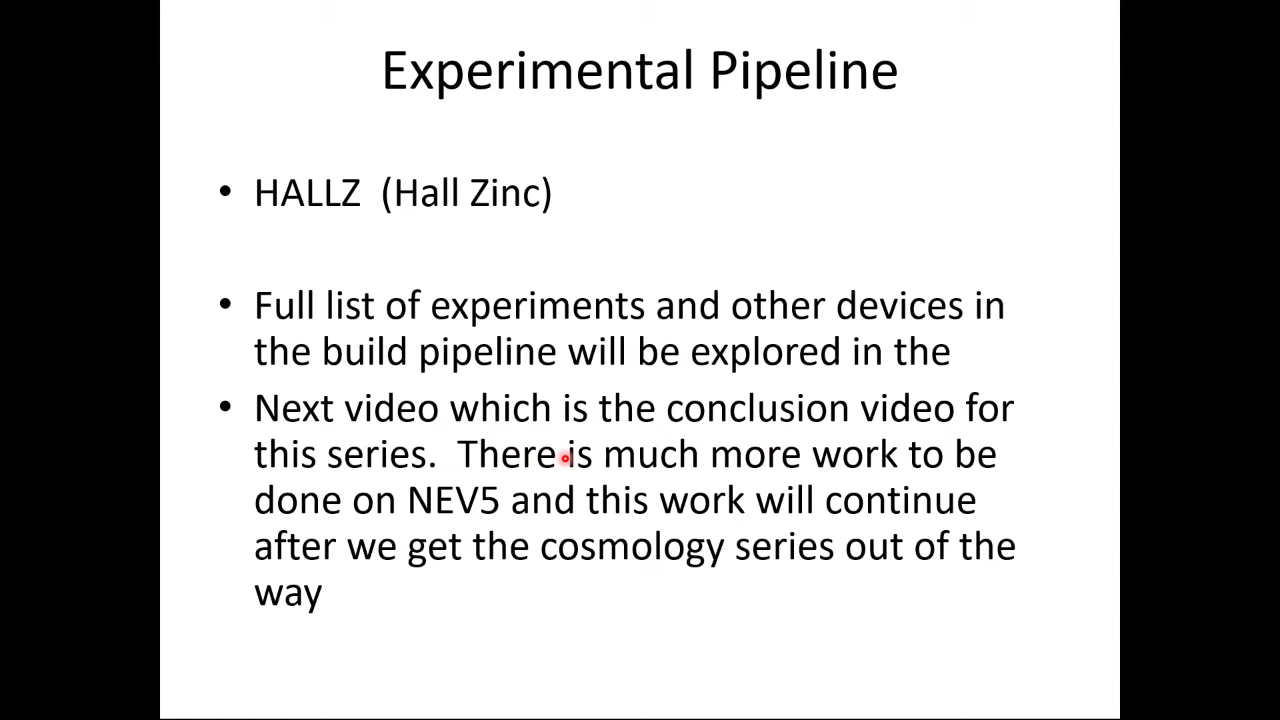 Experimental Pipeline
• HALLZ  (Hall Zinc)
• Full list of experiments and other devices in
the build pipeline will be explored in the
• Next video which is the conclusion video for
this series.  There is much more work to be
done on NEV5 and this work will continue
after we get the cosmology series out of the
way